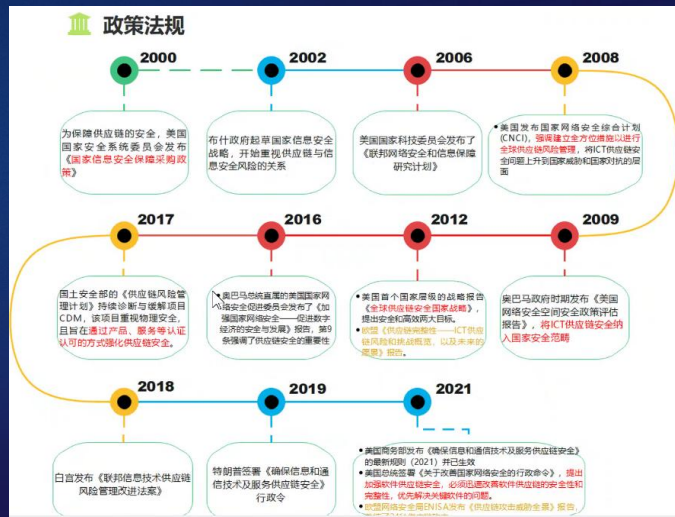 政策法规
2000
2002
2006
2008
为保障供应链的安全，美国
国家安全系统委员会发布
《国家信息安全保障采购政
策》
布什政府起草国家信息安全
战略，开始重视供应链与信
息安全风险的关系
美国国家科技委员会发布了
《联邦网络安全和信息保障
研究计划》
美国发布国家网络安全综合计划
(CNCI)，强调建立全方位措施以进行
全球供应链风险管理，将ICT供应链安
全问题上升到国家威胁和国家对抗的层
面
2017
2016
2012
2009
国土安全部的《供应链风险管
理计划》持续诊断与缓解项目
CDM，该项目重视物理安全，
且旨在通过产品、服务等认证
认可的方式强化供应链安全。
奥巴马总统直属的美国国家网
络安全促进委员会发布了《加
强国家网络安全——促进数字
经济的安全与发展》报告，第9
条强调了供应链安全的重要性
美国首个国家层级的战略报告
《全球供应链安全国家战略》，
提出安全和高效两大目标。
欧盟《供应链完整性——ICT供应
链风险和挑战概览，以及未来的
愿景》报告。
奥巴马政府时期发布《美国
网络安全空间安全政策评估
报告》，将ICT供应链安全纳
入国家安全范畴
2018
2019
2021
白宫发布《联邦信息技术供应链
风险管理改进法案》
特朗普签署《确保信息和通
信技术及服务供应链安全》
行政令
美国商务部发布《确保信息和通信技术及服务供应链安全》
的最新规则（2021）并已生效
美国总统签署《关于改善国家网络安全的行政命令》，提出
加强软件供应链安全，必须迅速改善软件供应链的安全性和
完整性，优先解决关键软件的问题。
欧盟网络安全局ENISA发布《供应链攻击威胁全景》报告，